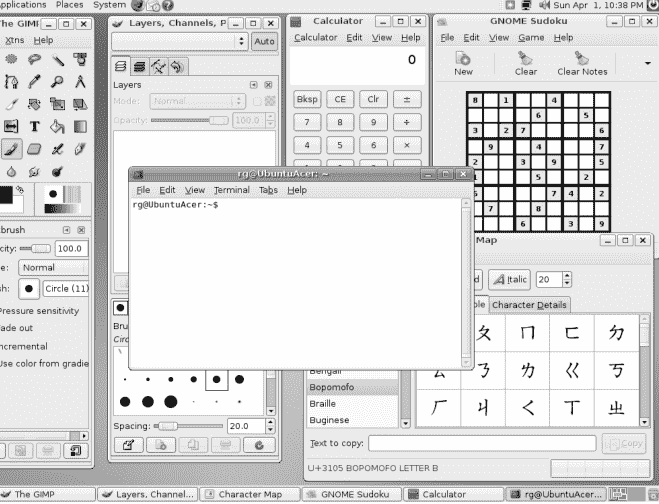 Applications Places System Sun Apr 1, 10:38 PM
The GIMP
Xtns Help
100.0
Normal
Circle (11)
Pressure sensitivity
Fade out
Incremental
Use color from gradie
Layers, Channels, P
Auto
Layers
Mode: Normal
Opacity: 100.0
Spacing: 20.0
Calculator
Calculator Edit View Help
0
Bksp CE Clr ±
7 8 9 ÷
4 5 6 ×
GNOME Sudoku
File Edit View Game Help
New Clear Clear Notes
8 1 4
6 5
3 2 7 6
9 4
2 3 9 5
1 5 2
6 7 4 2
7 8
6 3 9
rg@UbuntuAcer: ~
File Edit View Terminal Tabs Help
rg@UbuntuAcer:~$
Map
Italic 20
Character Details
ㄆ ㄇ ㄈ ㄉ
ㄋ ㄌ ㄍ ㄎ
ㄏ ㄐ ㄑ ㄒ ㄓ
Bengali
Bopomofo
Braille
Buginese
Text to copy: Copy
U+3105 BOPOMOFO LETTER B
The GIMP Layers, Channel... Character Map GNOME Sudoku Calculator rg@UbuntuAcer...